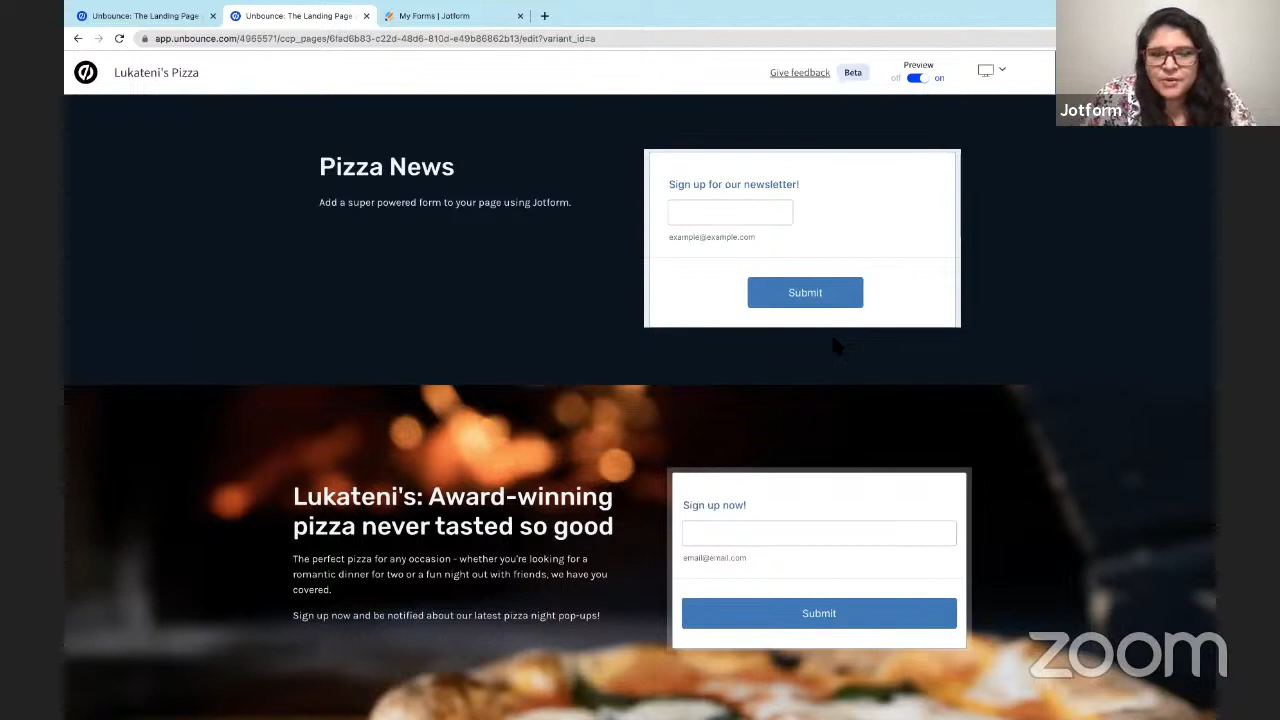 Unbounce: The Landing Page
Unbounce: The Landing Page
My Forms | Jotform
app.unbounce.com/4965571/ccp_pages/6fad6b83-c22d-48d6-810d-e49b86862b13/edit?variant_id=a
Lukateni's Pizza
Give feedback
Beta
Preview
off
on
Jotform
Pizza News
Add a super powered form to your page using Jotform.
Sign up for our newsletter!
example@example.com
Submit
Lukateni's: Award-winning
pizza never tasted so good
The perfect pizza for any occasion - whether you're looking for a
romantic dinner for two or a fun night out with friends, we have you
covered.
Sign up now and be notified about our latest pizza night pop-ups!
Sign up now!
email@email.com
Submit
zoom